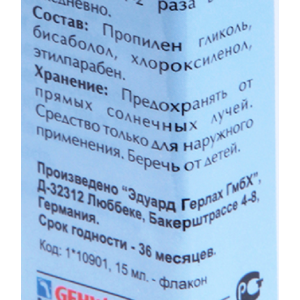 2 раза
Состав: Пропилен гликоль,
бисаболол, хлороксиленол,
этилпарабен.
Хранение: Предохранять от
прямых солнечных лучей.
Средство только для наружного
применения. Беречь от детей.
Произведено "Эдуард Герлах ГмбХ",
Д-32312 Люббеке, Бакерштрассе 4-8,
Германия.
Срок годности - 36 месяцев.
Код: 1*10901, 15 мл. - флакон